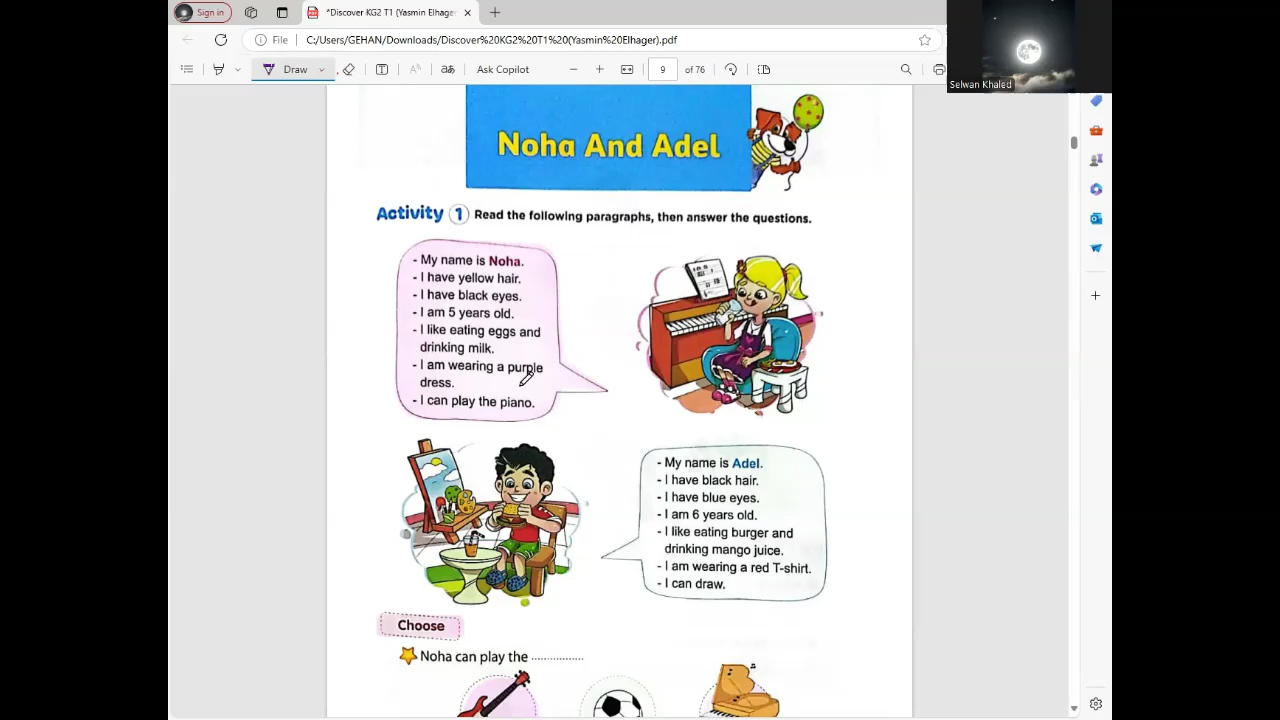 Sign in
*Discover KG2 T1 (Yasmin Elhager
File
C:/Users/GEHAN/Downloads/Discover%20KG2%20T1%20(Yasmin%20Elhager).pdf
Draw
Ask Copilot
9
of 76
Selwan Khaled
Noha And Adel
Activity 1 Read the following paragraphs, then answer the questions.
- My name is Noha.
- I have yellow hair.
- I have black eyes.
- I am 5 years old.
- I like eating eggs and
drinking milk.
- I am wearing a purple
dress.
- I can play the piano.
- My name is Adel.
- I have black hair.
- I have blue eyes.
- I am 6 years old.
- I like eating burger and
drinking mango juice.
- I am wearing a red T-shirt.
- I can draw.
Choose
Noha can play the ..............